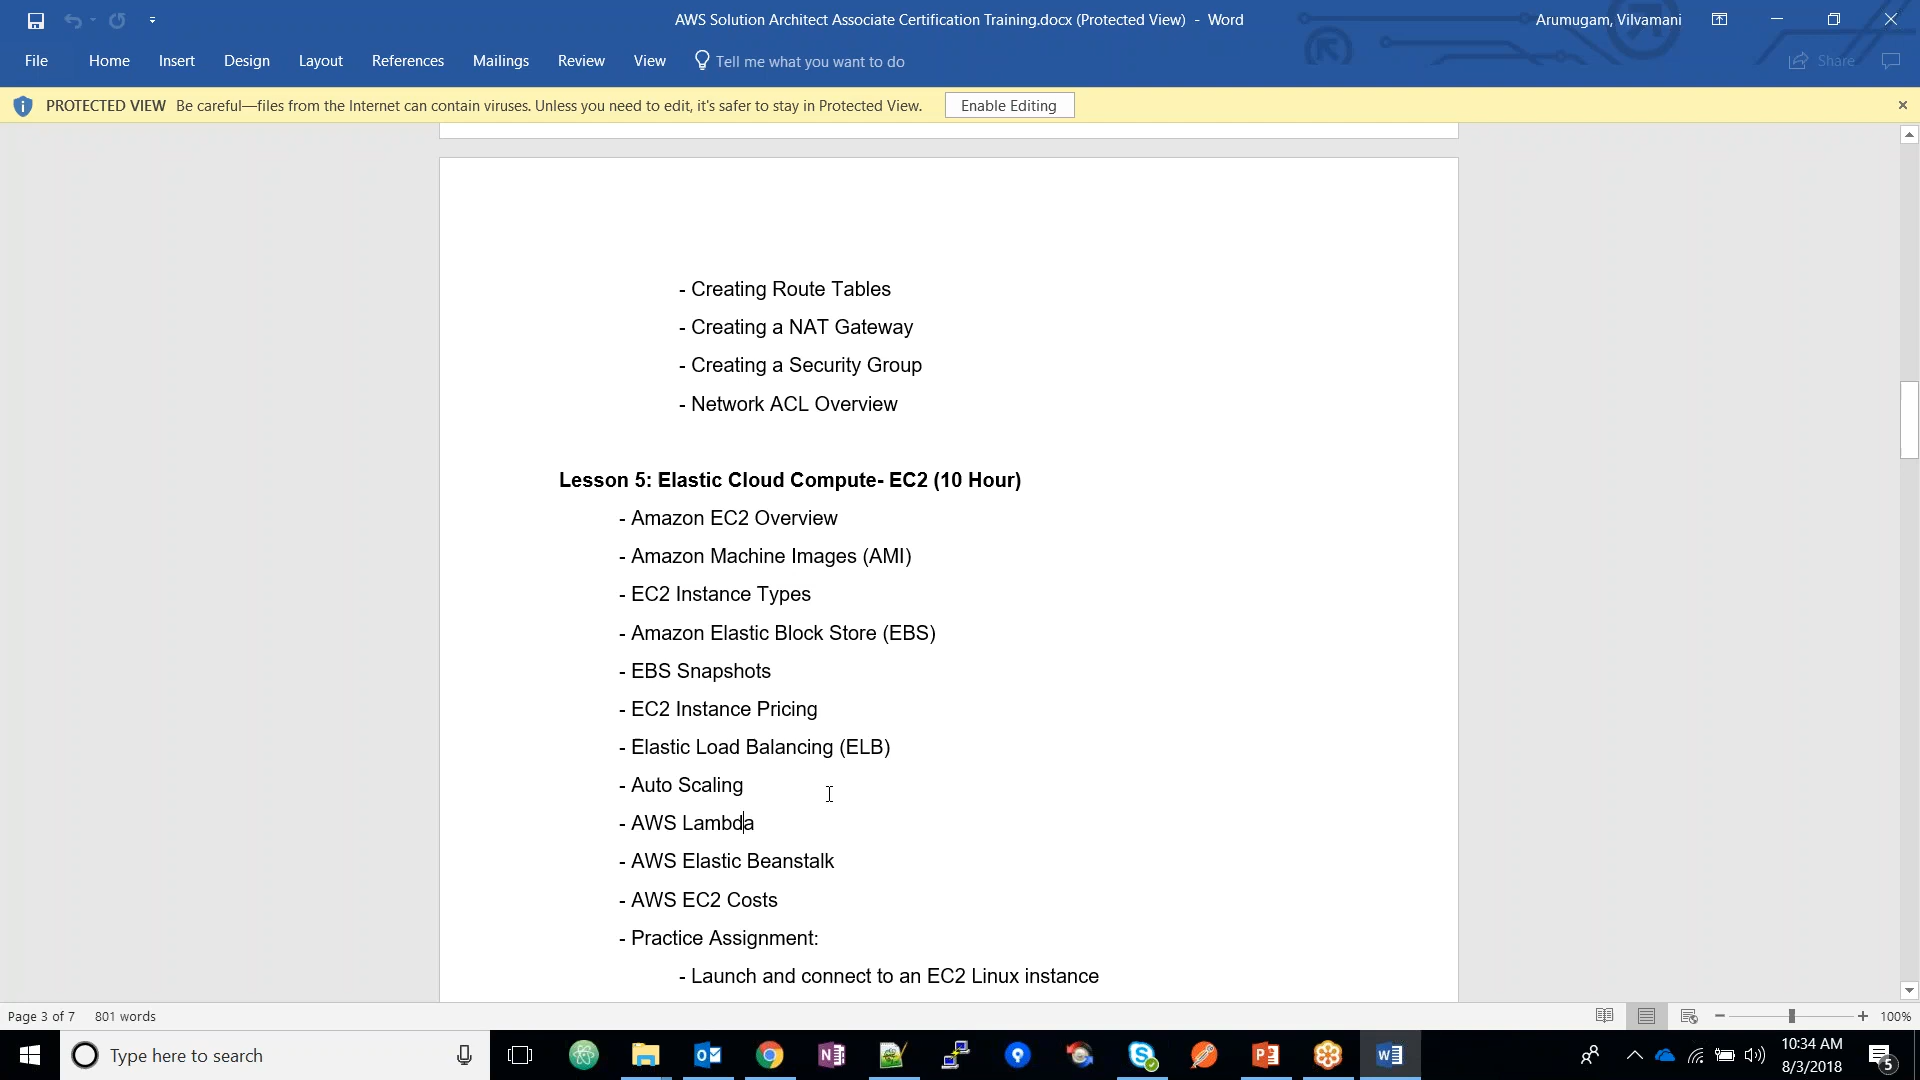 AWS Solution Architect Associate Certification Training.docx (Protected View) - Word
Arumugam, Vilvamani
File Home Insert Design Layout References Mailings Review View Tell me what you want to do Share
PROTECTED VIEW Be careful—files from the Internet can contain viruses. Unless you need to edit, it's safer to stay in Protected View. Enable Editing
- Creating Route Tables
- Creating a NAT Gateway
- Creating a Security Group
- Network ACL Overview
Lesson 5: Elastic Cloud Compute- EC2 (10 Hour)
- Amazon EC2 Overview
- Amazon Machine Images (AMI)
- EC2 Instance Types
- Amazon Elastic Block Store (EBS)
- EBS Snapshots
- EC2 Instance Pricing
- Elastic Load Balancing (ELB)
- Auto Scaling
- AWS Lambda
- AWS Elastic Beanstalk
- AWS EC2 Costs
- Practice Assignment:
- Launch and connect to an EC2 Linux instance
Page 3 of 7 801 words
100%
Type here to search
10:34 AM
8/3/2018
5